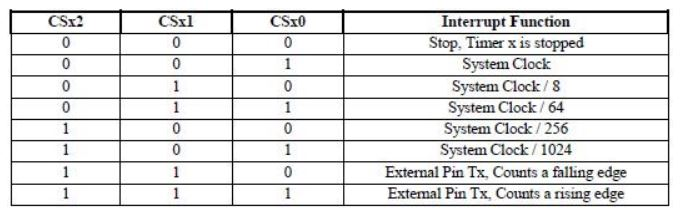 CSx2 CSx1 CSx0 Interrupt Function
0 0 0 Stop, Timer x is stopped
0 0 1 System Clock
0 1 0 System Clock / 8
0 1 1 System Clock / 64
1 0 0 System Clock / 256
1 0 1 System Clock / 1024
1 1 0 External Pin Tx, Counts a falling edge
1 1 1 External Pin Tx, Counts a rising edge